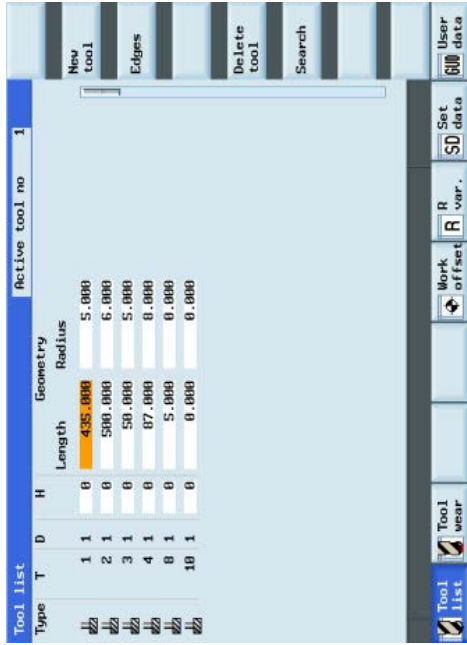 Tool list
Active tool no 1
Type T D H Geometry
Length Radius
1 1 0 435.000 5.000
2 1 0 500.000 6.000
3 1 0 50.000 5.000
4 1 0 87.000 8.000
8 1 0 5.000 0.000
10 1 0 0.000 0.000
New
tool
Edges
Delete
tool
Search
Tool
list
Tool
wear
Work
offset
R R
var.
SD Set
data
GUD User
data